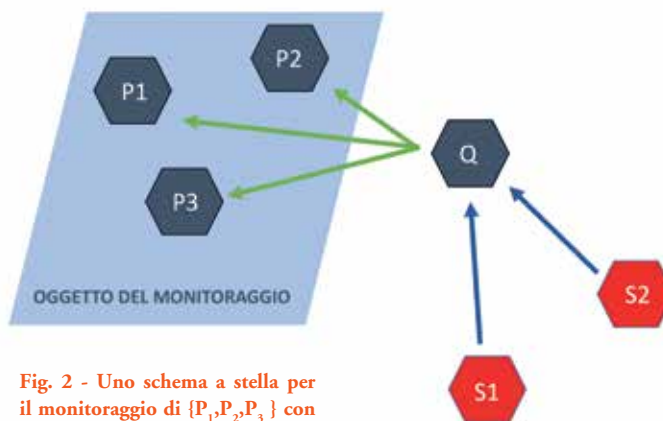 P1
P2
P3
Q
OGGETTO DEL MONITORAGGIO
S2
S1
Fig. 2 - Uno schema a stella per
il monitoraggio di {P₁,P₂,P₃ } con